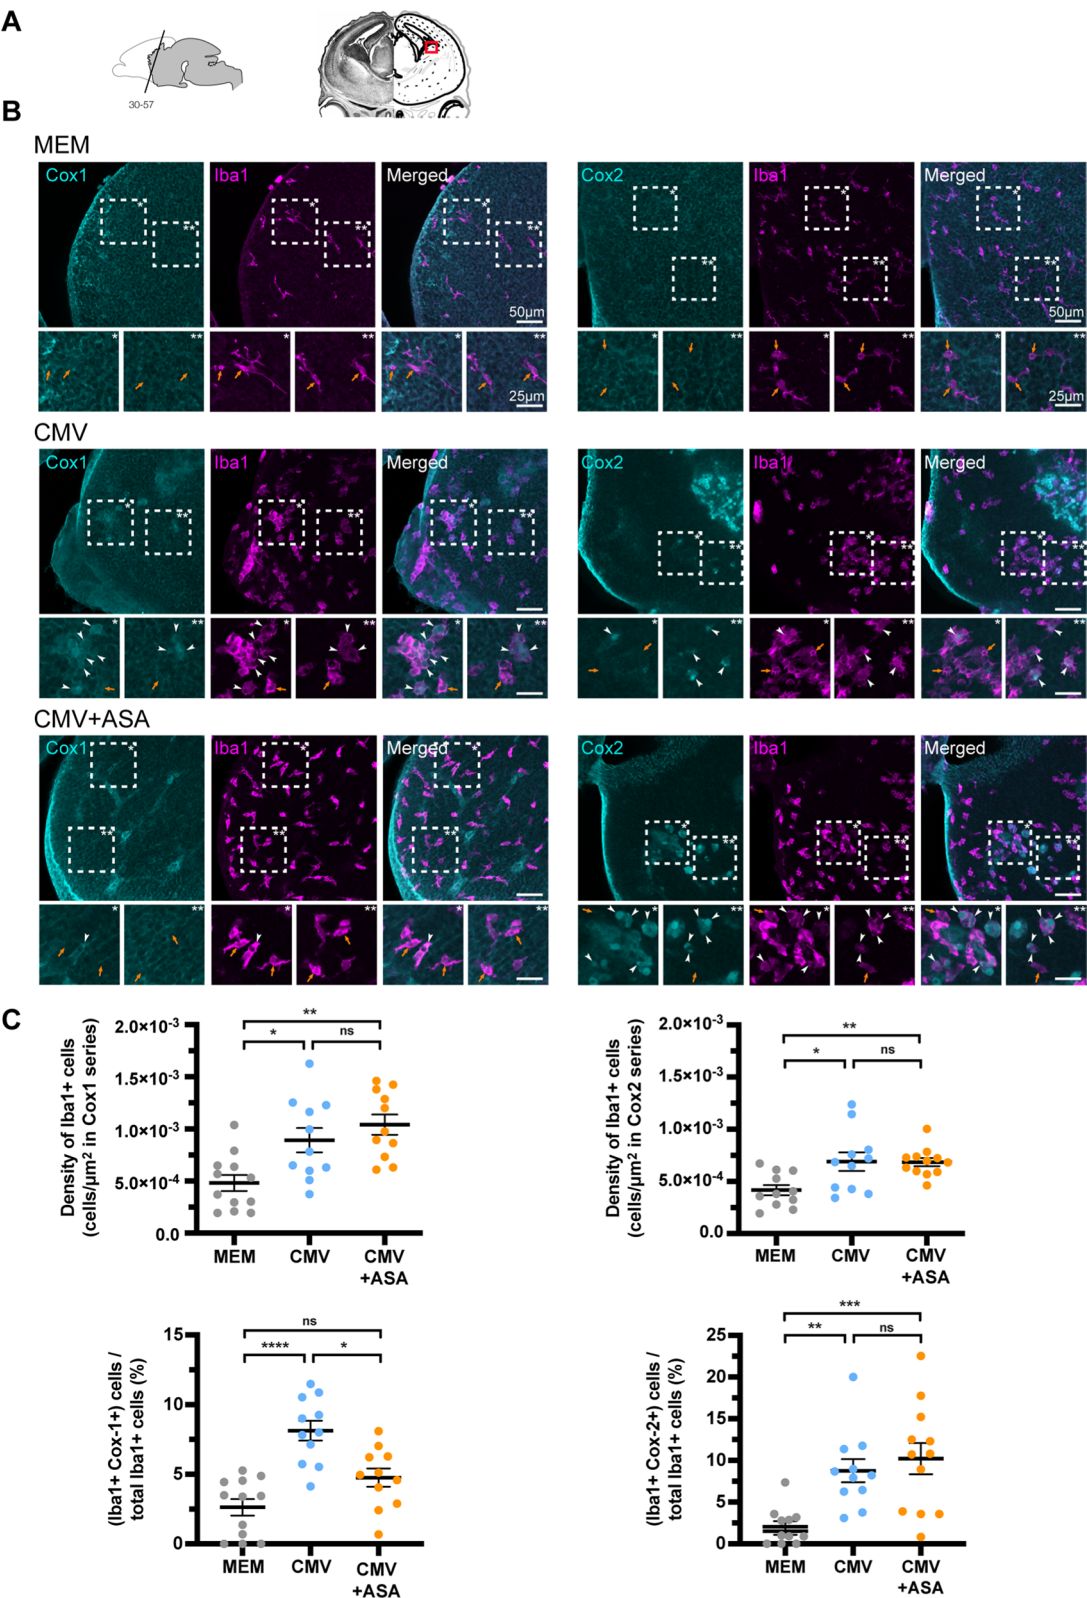 A
30-57
B
MEM
Cox1 Iba1 Merged Cox2 Iba1 Merged
* * * * * *
** ** ** ** ** **
50µm 50µm
* ** * ** * ** * ** * ** * **
25µm 25µm
CMV
Cox1 Iba1 Merged Cox2 Iba1 Merged
* * * * * *
** ** ** ** ** **
* ** * ** * ** * ** * ** * **
CMV+ASA
Cox1 Iba1 Merged Cox2 Iba1 Merged
* * * * * *
** ** ** ** ** **
* ** * ** * ** * ** * ** * **
C
Density of Iba1+ cells
(cells/µm² in Cox1 series)
2.0×10⁻³
1.5×10⁻³
1.0×10⁻³
5.0×10⁻⁴
0.0
**
* ns
MEM CMV CMV
+ASA
Density of Iba1+ cells
(cells/µm² in Cox2 series)
2.0×10⁻³
1.5×10⁻³
1.0×10⁻³
5.0×10⁻⁴
0.0
**
* ns
MEM CMV CMV
+ASA
(Iba1+ Cox-1+) cells /
total Iba1+ cells (%)
15
10
5
0
ns
**** *
MEM CMV CMV
+ASA
(Iba1+ Cox-2+) cells /
total Iba1+ cells (%)
25
20
15
10
5
0
***
** ns
MEM CMV CMV
+ASA